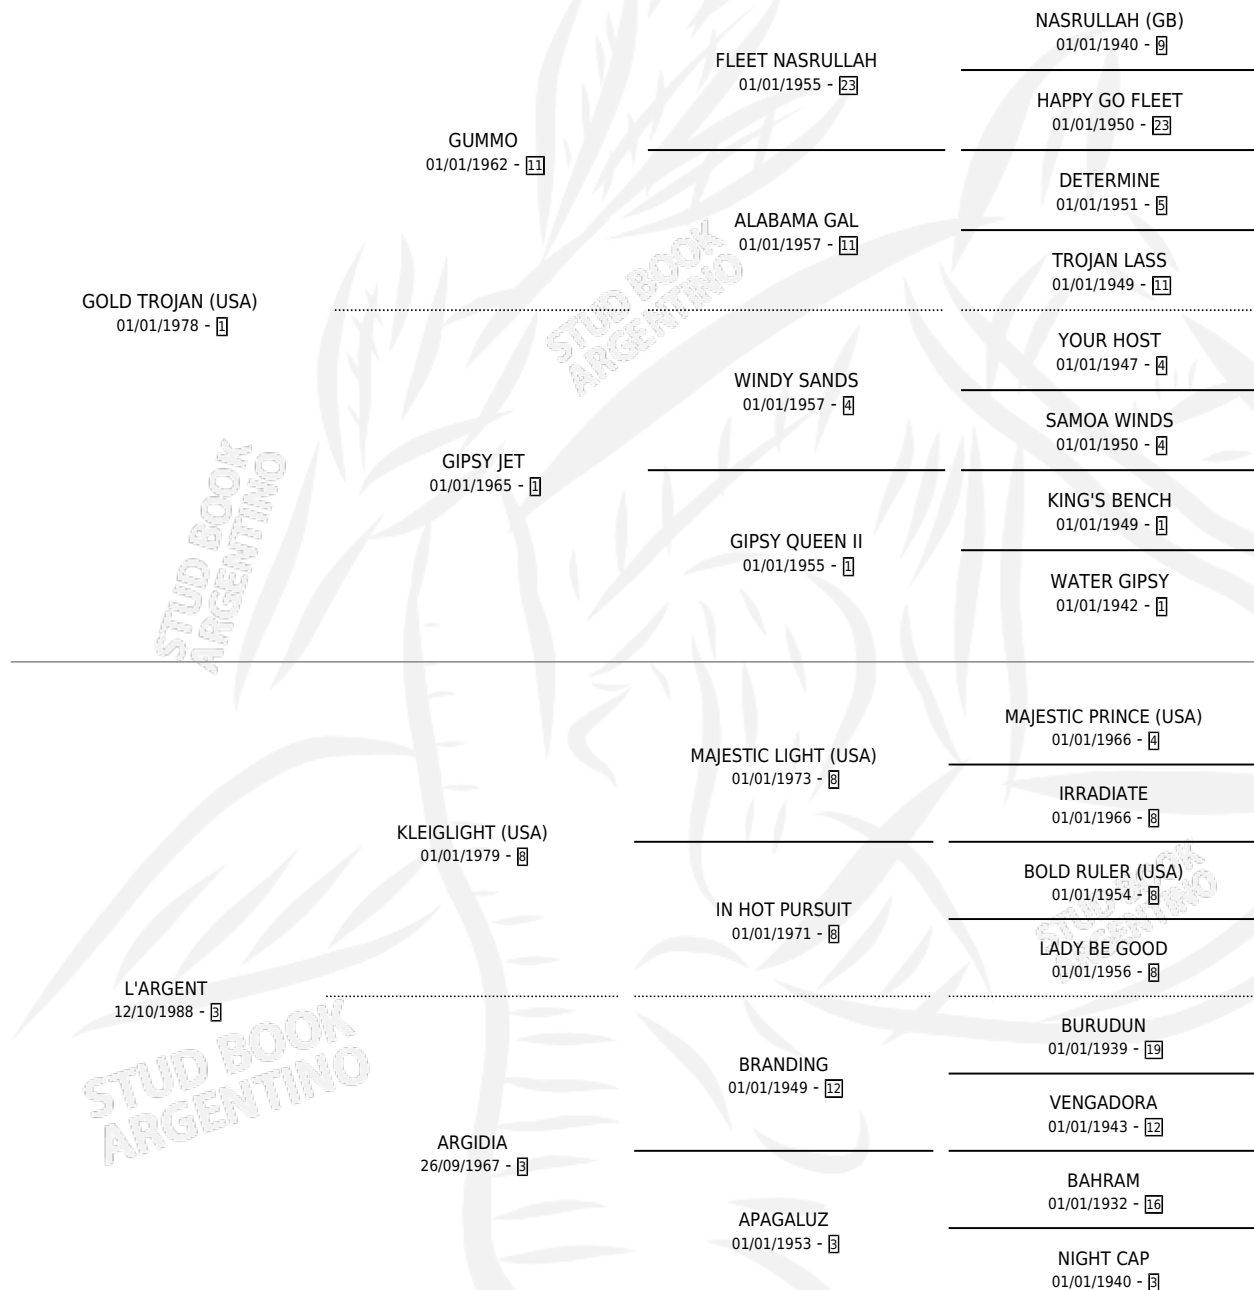 NASRULLAH (GB)
01/01/1940 - 9
FLEET NASRULLAH
01/01/1955 - 23
HAPPY GO FLEET
01/01/1950 - 23
GUMMO
01/01/1962 - 11
DETERMINE
01/01/1951 - 5
ALABAMA GAL
01/01/1957 - 11
TROJAN LASS
01/01/1949 - 11
GOLD TROJAN (USA)
01/01/1978 - 1
YOUR HOST
01/01/1947 - 4
WINDY SANDS
01/01/1957 - 4
SAMOA WINDS
01/01/1950 - 4
GIPSY JET
01/01/1965 - 1
KING'S BENCH
01/01/1949 - 1
GIPSY QUEEN II
01/01/1955 - 1
WATER GIPSY
01/01/1942 - 1
MAJESTIC PRINCE (USA)
01/01/1966 - 4
MAJESTIC LIGHT (USA)
01/01/1973 - 8
IRRADIATE
01/01/1966 - 8
KLEIGLIGHT (USA)
01/01/1979 - 8
BOLD RULER (USA)
01/01/1954 - 8
IN HOT PURSUIT
01/01/1971 - 8
LADY BE GOOD
01/01/1956 - 8
L'ARGENT
12/10/1988 - 3
BURUDUN
01/01/1939 - 19
BRANDING
01/01/1949 - 12
VENGADORA
01/01/1943 - 12
ARGIDIA
26/09/1967 - 3
BAHRAM
01/01/1932 - 16
APAGALUZ
01/01/1953 - 3
NIGHT CAP
01/01/1940 - 3
STUD BOOK
ARGENTINO
STUD BOOK
ARGENTINO
STUD BOOK
ARGENTINO
STUD BOOK
ARGENTINO